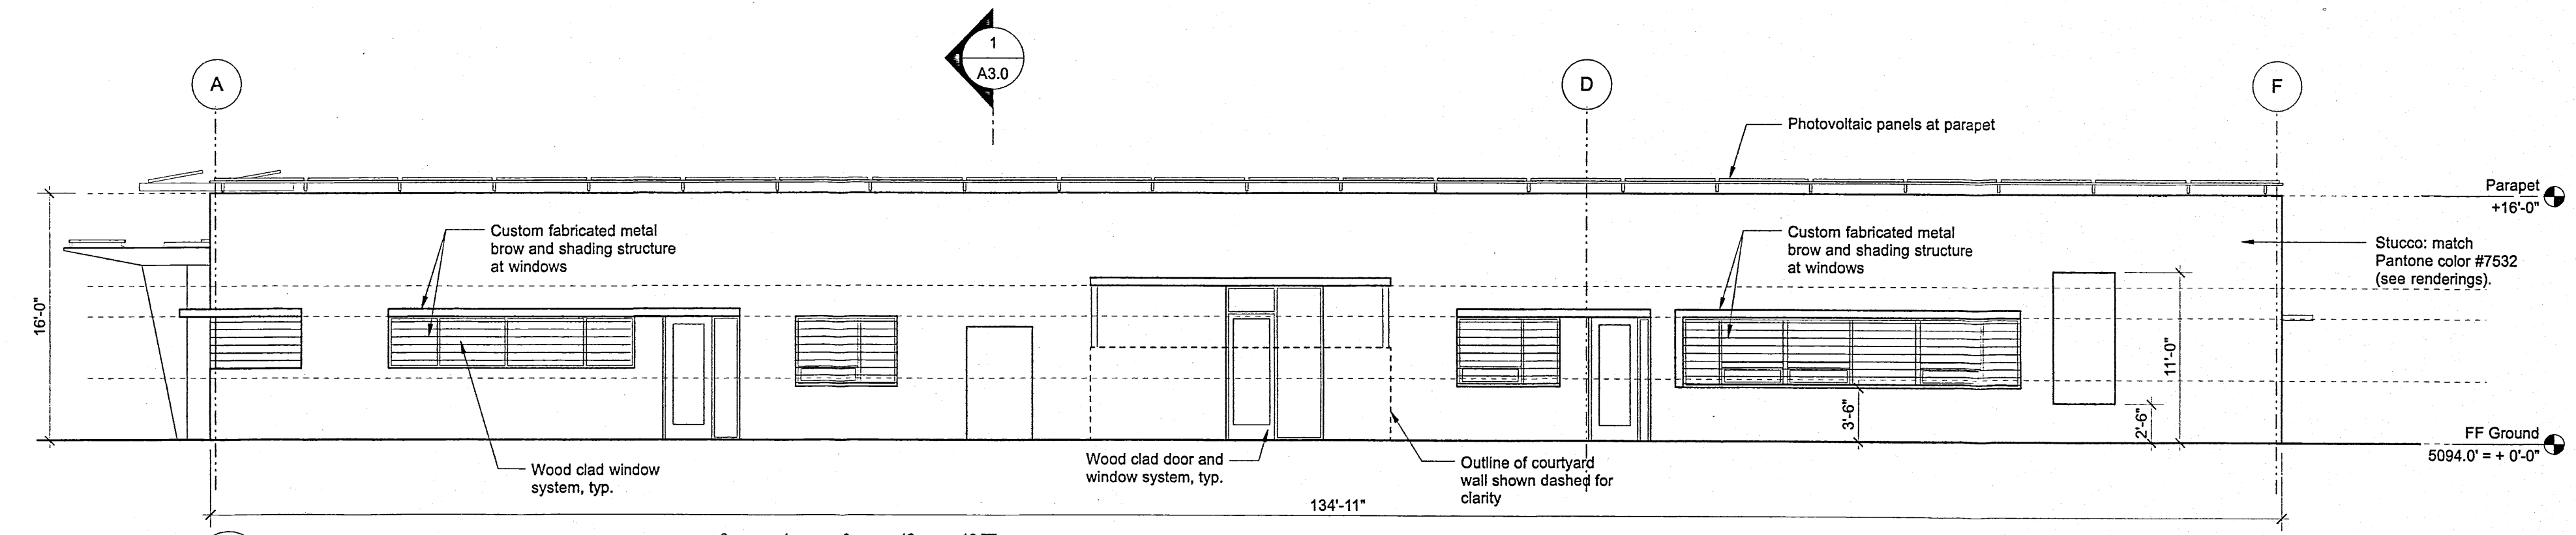 1
A3.0
A
D
F
Photovoltaic panels at parapet
Parapet
+16'-0"
Custom fabricated metal
brow and shading structure
at windows
Custom fabricated metal
brow and shading structure
at windows
Stucco: match
Pantone color #7532
(see renderings).
16'-0"
11'-0"
3'-6"
2'-6"
FF Ground
5094.0' = + 0'-0"
Wood clad window
system, typ.
Wood clad door and
window system, typ.
Outline of courtyard
wall shown dashed for
clarity
134'-11"